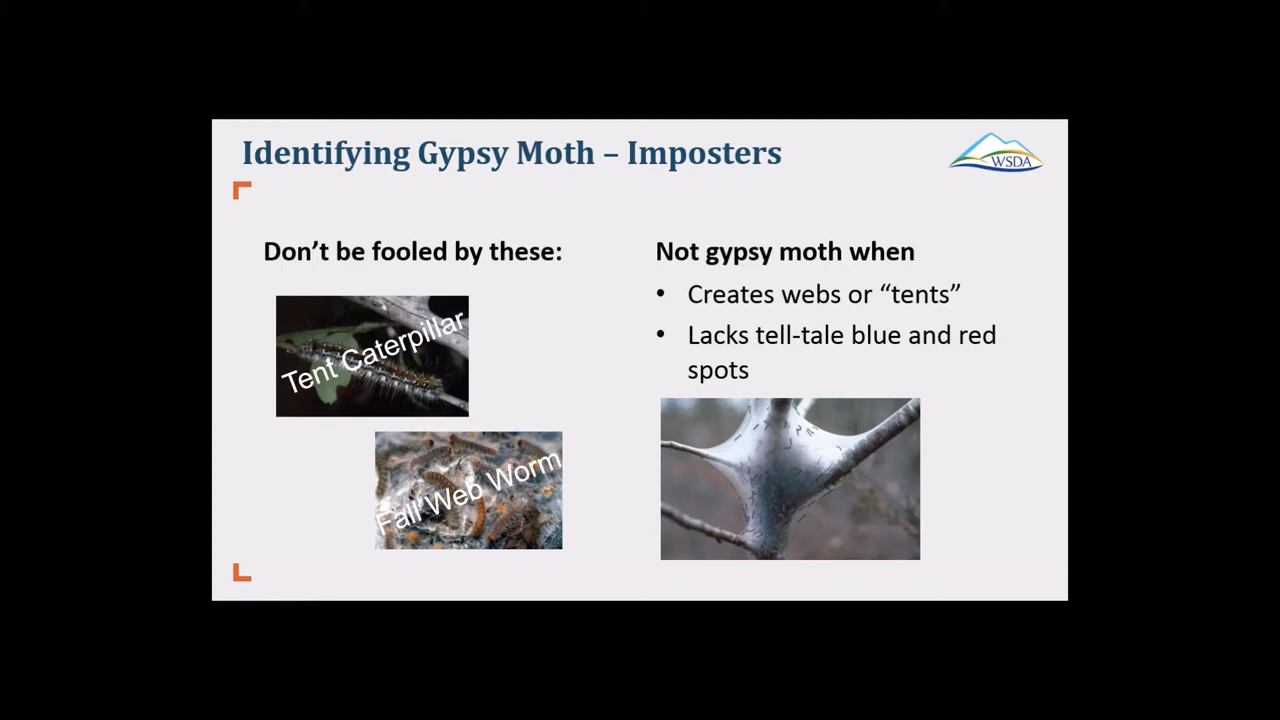 Identifying Gypsy Moth – Imposters
WSDA
Don’t be fooled by these:
Tent Caterpillar
Fall Web Worm
Not gypsy moth when
• Creates webs or “tents”
• Lacks tell-tale blue and red
spots